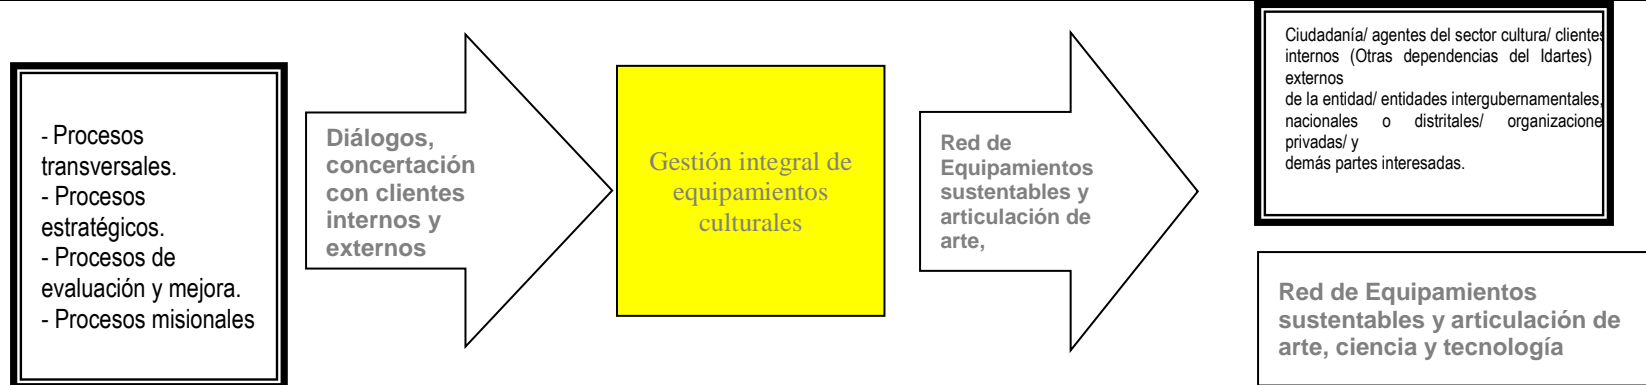 - Procesos
transversales.
- Procesos
estratégicos.
- Procesos de
evaluación y mejora.
- Procesos misionales
Diálogos,
concertación
con clientes
internos y
externos
Gestión integral de
equipamientos
culturales
Red de
Equipamientos
sustentables y
articulación de
arte,
Ciudadanía/ agentes del sector cultura/ clientes
internos (Otras dependencias del Idartes)
externos
de la entidad/ entidades intergubernamentales,
nacionales o distritales/ organizacione
privadas/ y
demás partes interesadas.
Red de Equipamientos
sustentables y articulación de
arte, ciencia y tecnología